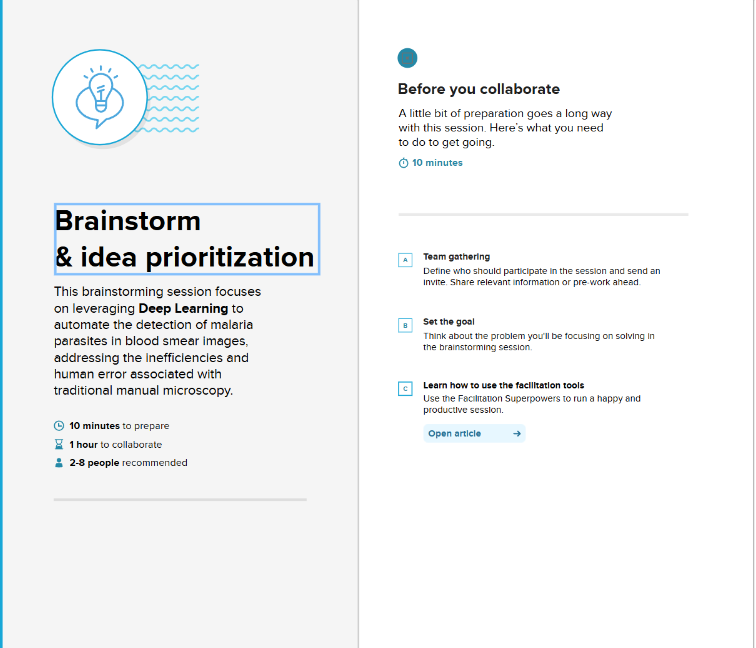 Brainstorm
& idea prioritization
This brainstorming session focuses
on leveraging Deep Learning to
automate the detection of malaria
parasites in blood smear images,
addressing the inefficiencies and
human error associated with
traditional manual microscopy.
10 minutes to prepare
1 hour to collaborate
2-8 people recommended
Before you collaborate
A little bit of preparation goes a long way
with this session. Here's what you need
to do to get going.
10 minutes
A
Team gathering
Define who should participate in the session and send an
invite. Share relevant information or pre-work ahead.
B
Set the goal
Think about the problem you'll be focusing on solving in
the brainstorming session.
C
Learn how to use the facilitation tools
Use the Facilitation Superpowers to run a happy and
productive session.
Open article